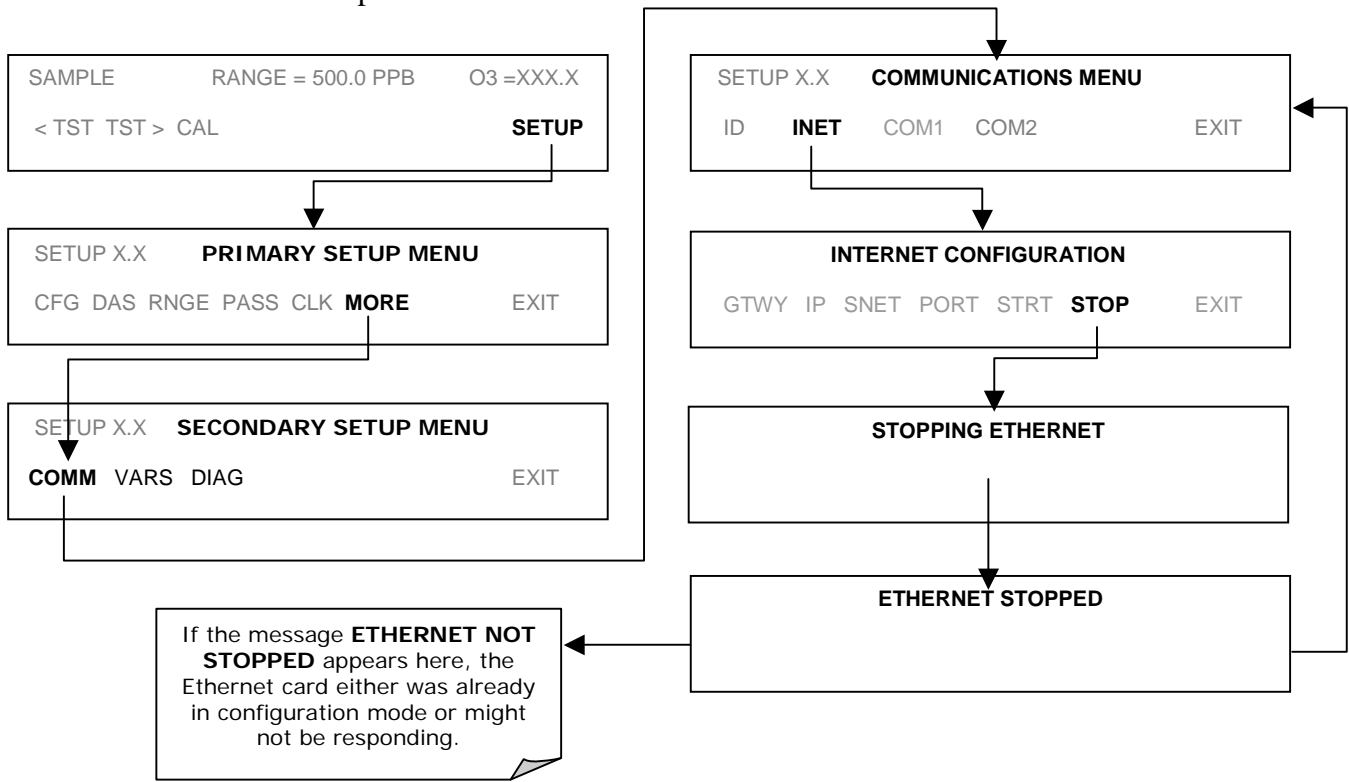 SAMPLE RANGE = 500.0 PPB O3 =XXX.X
< TST TST > CAL SETUP
SETUP X.X PRIMARY SETUP MENU
CFG DAS RNGE PASS CLK MORE EXIT
SETUP X.X SECONDARY SETUP MENU
COMM VARS DIAG EXIT
SETUP X.X COMMUNICATIONS MENU
ID INET COM1 COM2 EXIT
INTERNET CONFIGURATION
GTWY IP SNET PORT STRT STOP EXIT
STOPPING ETHERNET
ETHERNET STOPPED
If the message ETHERNET NOT
STOPPED appears here, the
Ethernet card either was already
in configuration mode or might
not be responding.